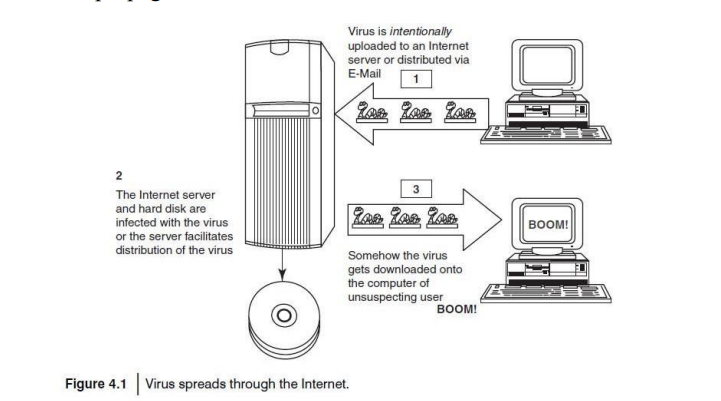 Virus is intentionally
uploaded to an Internet
server or distributed via
E-Mail
1
2
The Internet server
and hard disk are
infected with the virus
or the server facilitates
distribution of the virus
3
BOOM!
Somehow the virus
gets downloaded onto
the computer of
unsuspecting user
BOOM!
Figure 4.1 Virus spreads through the Internet.